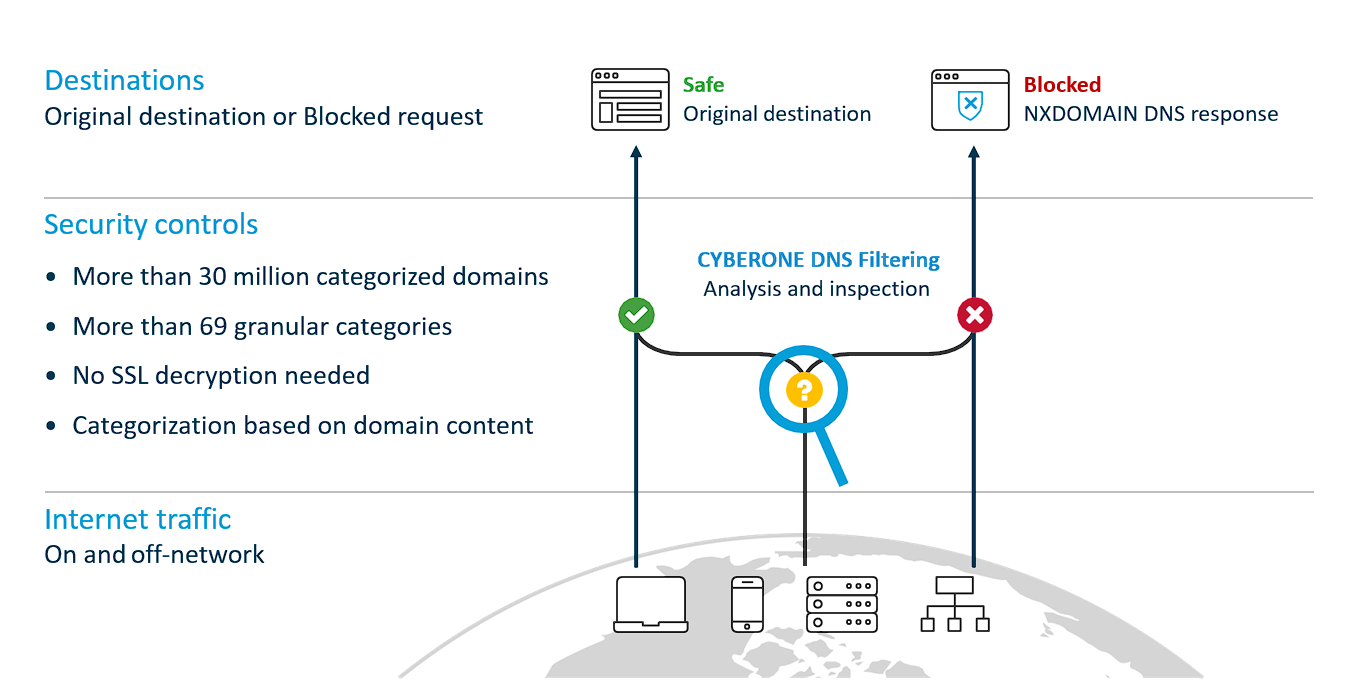 Destinations
Original destination or Blocked request
Safe
Original destination
Blocked
NXDOMAIN DNS response
Security controls
• More than 30 million categorized domains
• More than 69 granular categories
• No SSL decryption needed
• Categorization based on domain content
CYBERONE DNS Filtering
Analysis and inspection
?
Internet traffic
On and off-network